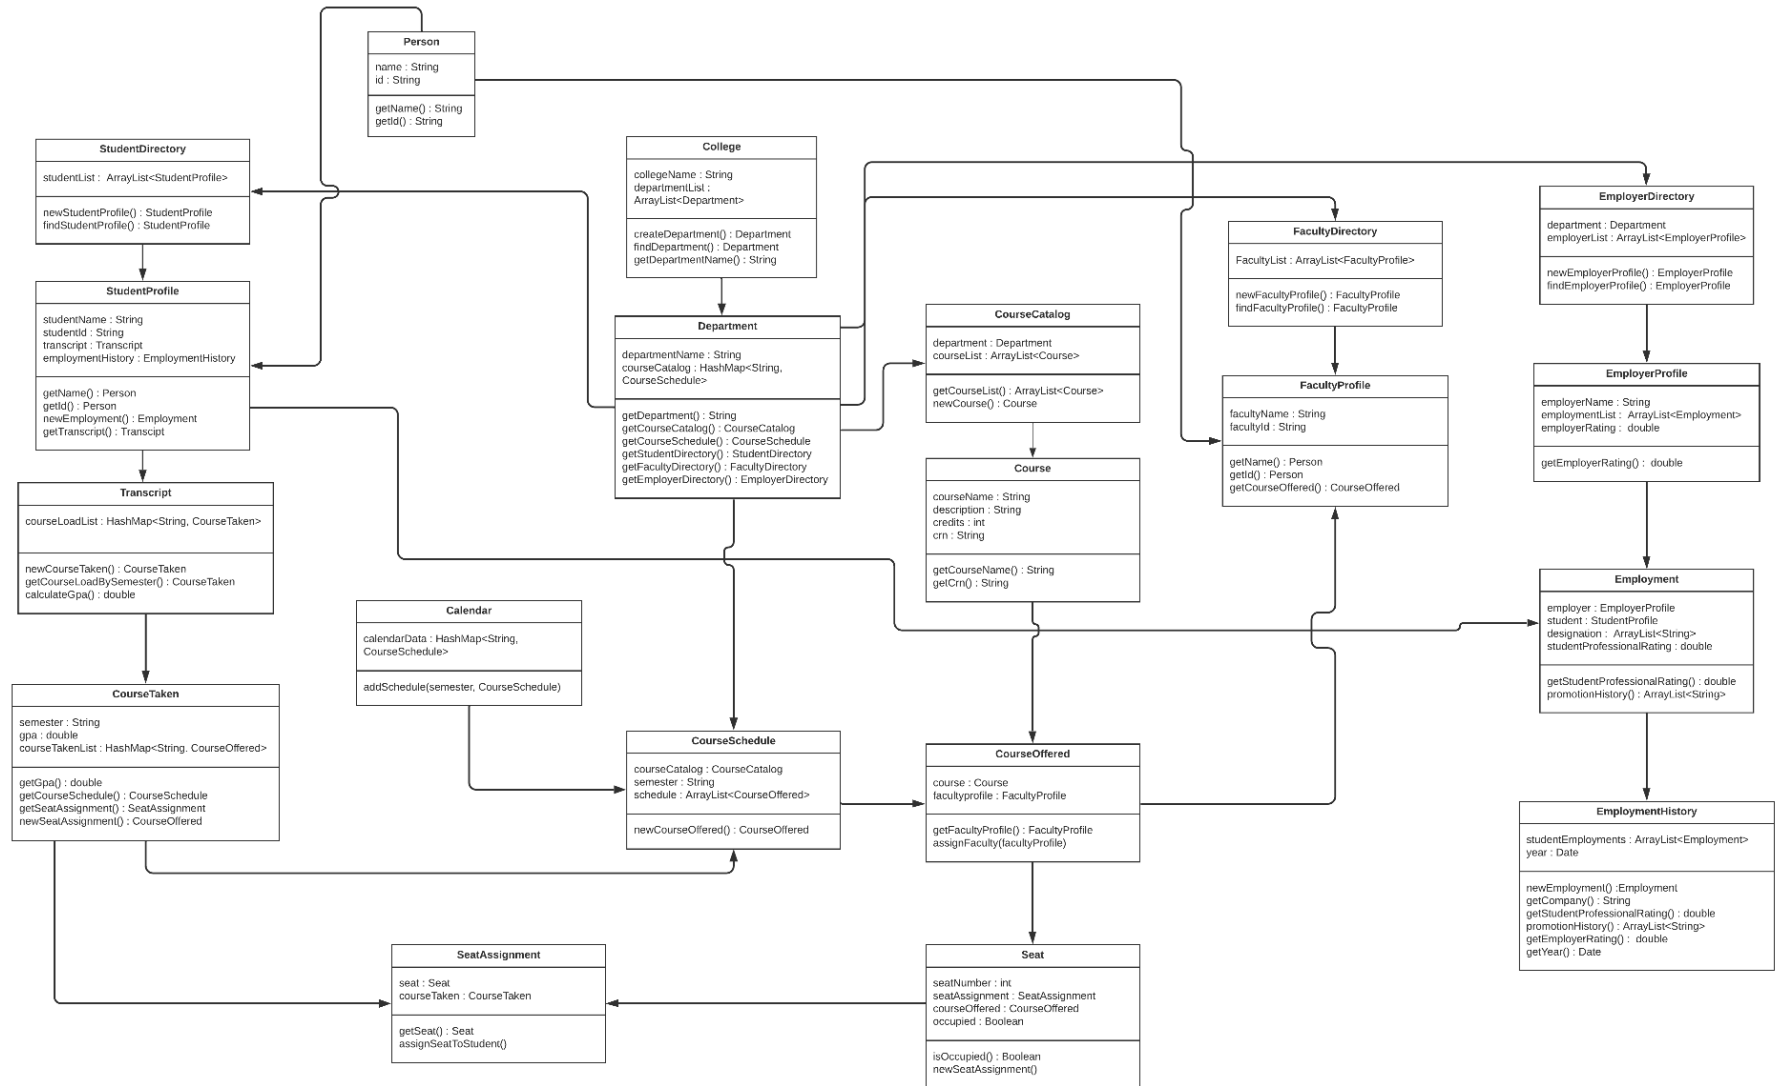 Person
name : String
id : String
getName() : String
getId() : String
StudentDirectory
studentList :  ArrayList<StudentProfile>
newStudentProfile() : StudentProfile
findStudentProfile() : StudentProfile
College
collegeName : String
departmentList ;
ArrayList<Department>
createDepartment() : Department
findDepartment() : Department
getDepartmentName() : String
EmployerDirectory
department : Department
employerList : ArrayList<EmployerProfile>
newEmployerProfile() : EmployerProfile
findEmployerProfile() : EmployerProfile
FacultyDirectory
FacultyList : ArrayList<FacultyProfile>
newFacultyProfile() : FacultyProfile
findFacultyProfile() : FacultyProfile
StudentProfile
studentName : String
studentId : String
transcript : Transcript
employmentHistory : EmploymentHistory
getName() : Person
getId() : Person
newEmployment() : Employment
getTranscript() : Transcipt
Department
departmentName : String
courseCatalog : HashMap<String,
CourseSchedule>
getDepartment() : String
getCourseCatalog() : CourseCatalog
getCourseSchedule() : CourseSchedule
getStudentDirectory() : StudentDirectory
getFacultyDirectory() : FacultyDirectory
getEmployerDirectory() : EmployerDirectory
CourseCatalog
department : Department
courseList : ArrayList<Course>
getCourseList() : ArrayList<Course>
newCourse() : Course
FacultyProfile
facultyName : String
facultyId : String
getName() : Person
getId() : Person
getCourseOffered() : CourseOffered
EmployerProfile
employerName : String
employmentList :  ArrayList<Employment>
employerRating :  double
getEmployerRating() :  double
Transcript
courseLoadList : HashMap<String, CourseTaken>
newCourseTaken() : CourseTaken
getCourseLoadBySemester() : CourseTaken
calculateGpa() : double
Course
courseName : String
description : String
credits : int
crn : String
getCourseName() : String
getCrn() : String
Employment
employer : EmployerProfile
student : StudentProfile
designation :  ArrayList<String>
studentProfessionalRating : double
getStudentProfessionalRating() : double
promotionHistory() : ArrayList<String>
Calendar
calendarData : HashMap<String,
CourseSchedule>
addSchedule(semester, CourseSchedule)
CourseTaken
semester : String
gpa : double
courseTakenList : HashMap<String. CourseOffered>
getGpa() : double
getCourseSchedule() : CourseSchedule
getSeatAssignment() : SeatAssignment
newSeatAssignment() : CourseOffered
CourseSchedule
courseCatalog : CourseCatalog
semester : String
schedule : ArrayList<CourseOffered>
newCourseOffered() : CourseOffered
CourseOffered
course : Course
facultyprofile : FacultyProfile
getFacultyProfile() : FacultyProfile
assignFaculty(facultyProfile)
EmploymentHistory
studentEmployments : ArrayList<Employment>
year : Date
newEmployment() :Employment
getCompany() : String
getStudentProfessionalRating() : double
promotionHistory() : ArrayList<String>
getEmployerRating() :  double
getYear() : Date
SeatAssignment
seat : Seat
courseTaken : CourseTaken
getSeat() : Seat
assignSeatToStudent()
Seat
seatNumber : int
seatAssignment : SeatAssignment
courseOffered : CourseOffered
occupied : Boolean
isOccupied() : Boolean
newSeatAssignment()